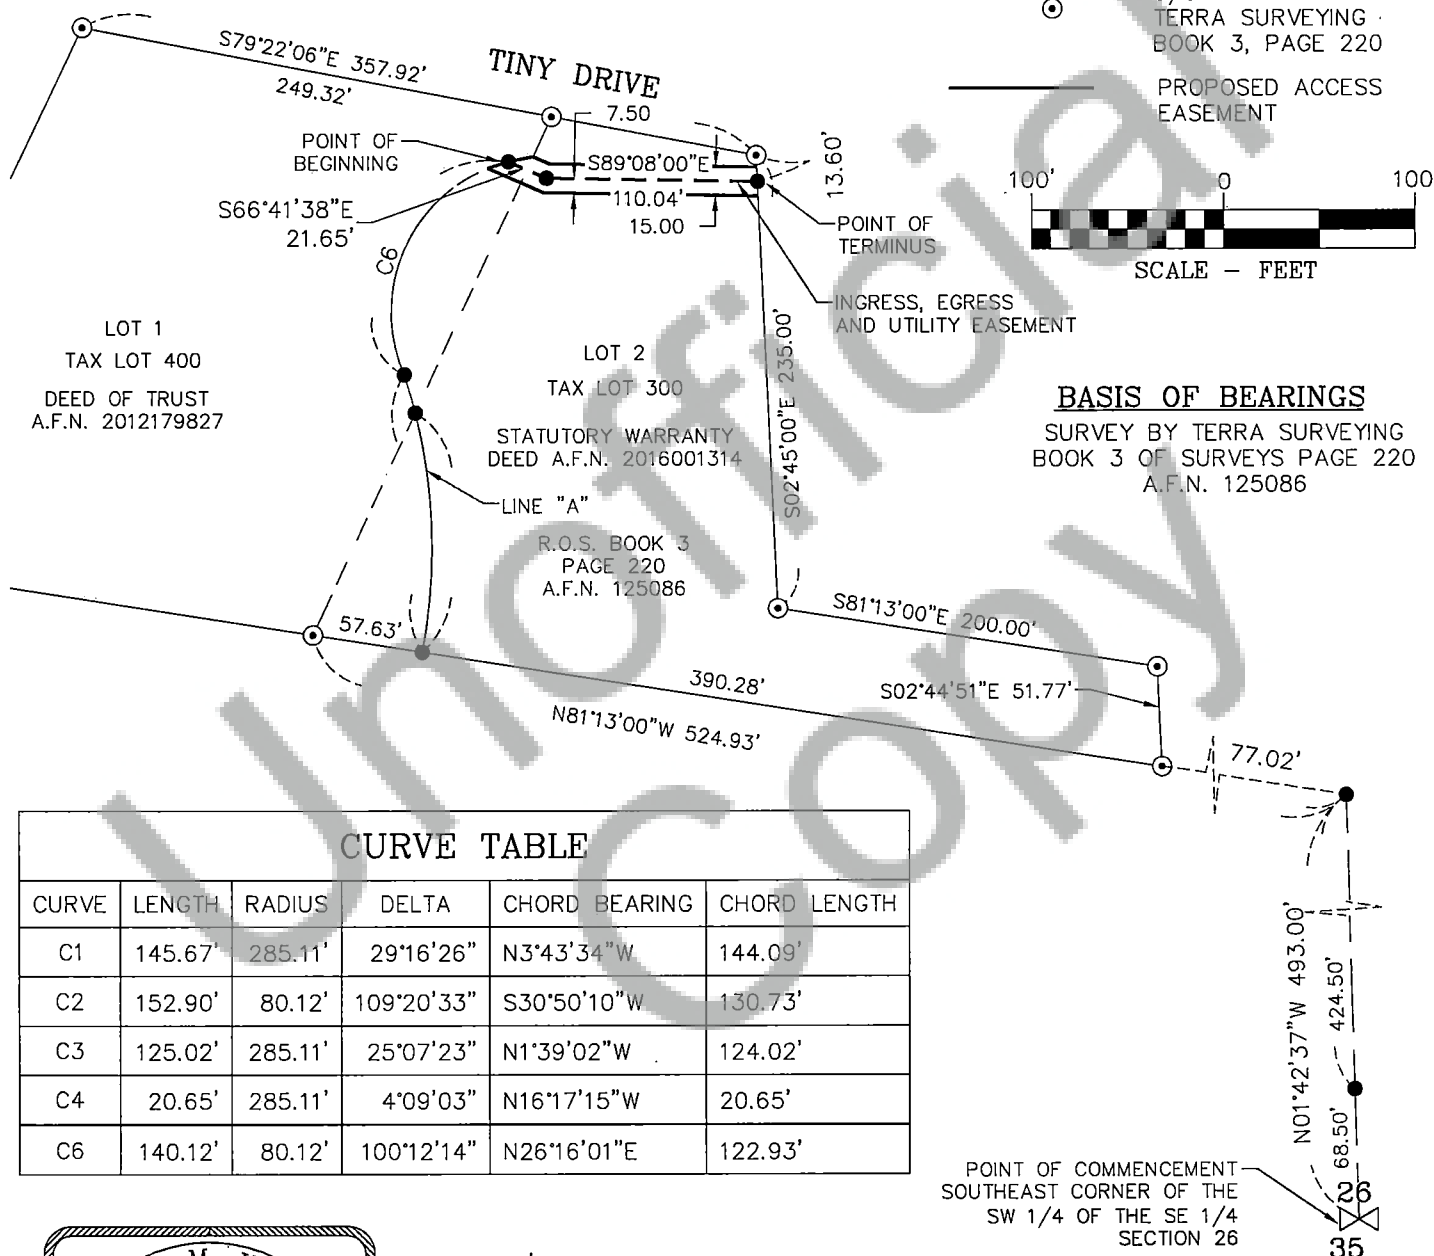 TERRA SURVEYING
BOOK 3, PAGE 220
PROPOSED ACCESS
EASEMENT
S79°22'06"E 357.92'
249.32'
TINY DRIVE
7.50
POINT OF
BEGINNING
S89°08'00"E
110.04'
15.00
13.60'
S66°41'38"E
21.65'
C6
POINT OF
TERMINUS
100'
0
100
SCALE – FEET
INGRESS, EGRESS
AND UTILITY EASEMENT
LOT 1
TAX LOT 400
DEED OF TRUST
A.F.N. 2012179827
LOT 2
TAX LOT 300
STATUTORY WARRANTY
DEED A.F.N. 2016001314
S02°45'00"E 235.00'
BASIS OF BEARINGS
SURVEY BY TERRA SURVEYING
BOOK 3 OF SURVEYS PAGE 220
A.F.N. 125086
LINE "A"
R.O.S. BOOK 3
PAGE 220
A.F.N. 125086
57.63'
S81°13'00"E 200.00'
390.28'
N81°13'00"W 524.93'
S02°44'51"E 51.77'
77.02'
CURVE TABLE
CURVE LENGTH RADIUS DELTA CHORD BEARING CHORD LENGTH
C1 145.67' 285.11' 29°16'26" N3°43'34"W 144.09'
C2 152.90' 80.12' 109°20'33" S30°50'10"W 130.73'
C3 125.02' 285.11' 25°07'23" N1°39'02"W 124.02'
C4 20.65' 285.11' 4°09'03" N16°17'15"W 20.65'
C6 140.12' 80.12' 100°12'14" N26°16'01"E 122.93'
N01°42'37"W 493.00'
424.50'
68.50'
POINT OF COMMENCEMENT
SOUTHEAST CORNER OF THE
SW 1/4 OF THE SE 1/4
SECTION 26
26
35
Unofficial
Copy